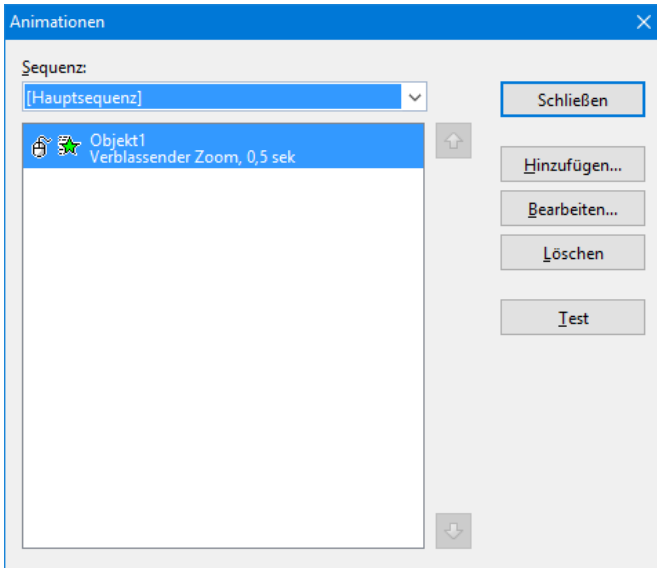 Animationen
Sequenz:
[Hauptsequenz]
Schließen
Objekt1
Verblassender Zoom, 0,5 sek
Hinzufügen...
Bearbeiten...
Löschen
Test